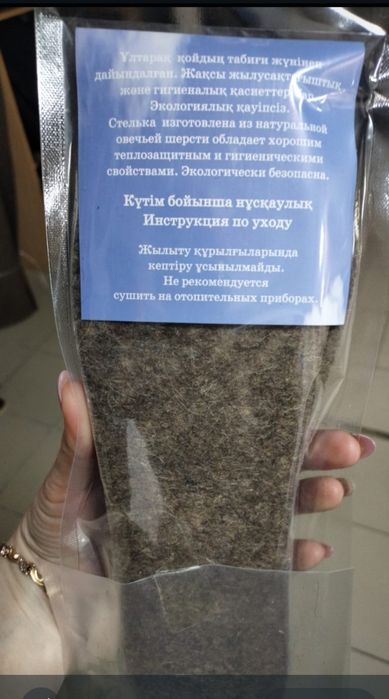 Ұлтарақ қойдың табиғи жүнінен
дайындалған. Жақсы жылусақтағыштық,
және гигиеналық қасиеттері бар.
Экологиялық қауіпсіз.
Стелька изготовлена из натуральной
овечьей шерсти обладает хорошим
теплозащитным и гигиеническими
свойствами. Экологически безопасна.
Күтім бойынша нұсқаулық
Инструкция по уходу
Жылыту құрылғыларында
кептіру ұсынылмайды.
Не рекомендуется
сушить на отопительных приборах.